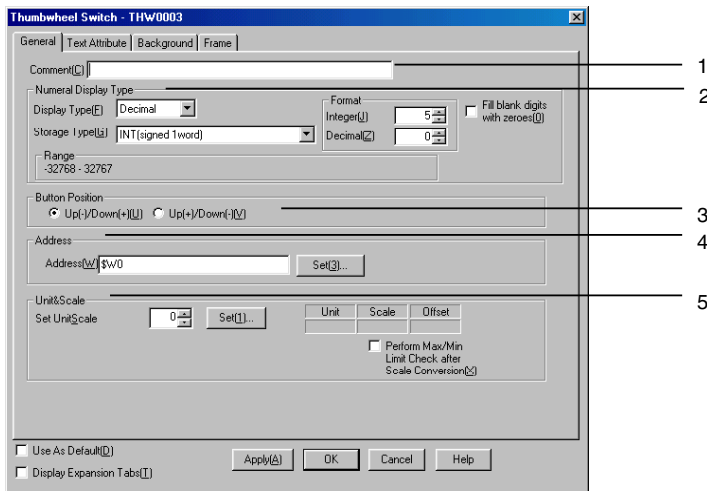 Thumbwheel Switch - THW0003
General Text Attribute Background Frame
Comment(C)
1
Numeral Display Type
2
Display Type(F) Decimal
Format
Integer(J) 5
Fill blank digits
with zeroes(0)
Storage Type(G) INT(signed 1word)
Decimal(Z) 0
Range
-32768 - 32767
Button Position
Up(-)/Down(+)(U) Up(+)/Down(-)(V)
3
Address
4
Address(W) $W0 Set(3)...
Unit&Scale
5
Set UnitScale 0 Set(1)... Unit Scale Offset
Perform Max/Min
Limit Check after
Scale Conversion(X)
Use As Default(D)
Display Expansion Tabs(T)
Apply(A) OK Cancel Help